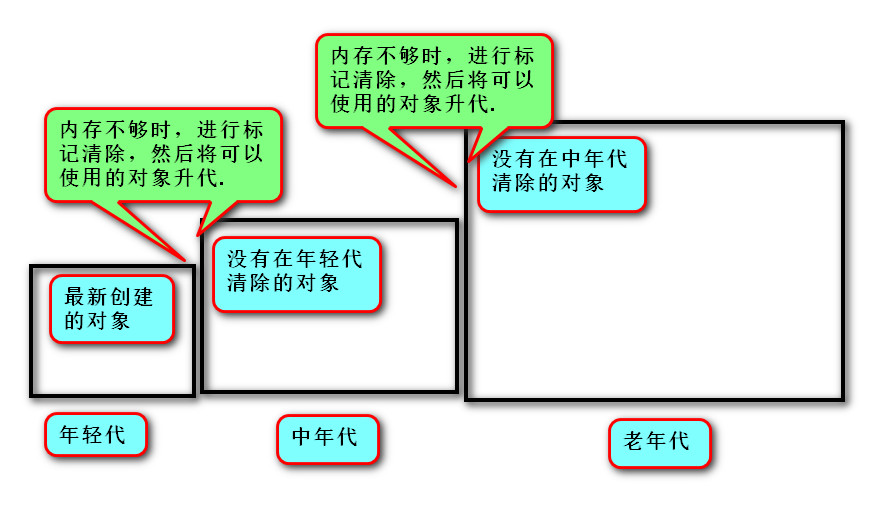 内存不够时，进行标
记清除，然后将可以
使用的对象升代.
内存不够时，进行标
记清除，然后将可以
使用的对象升代.
没有在中年代
清除的对象
没有在年轻代
清除的对象
最新创建
的对象
年轻代
中年代
老年代